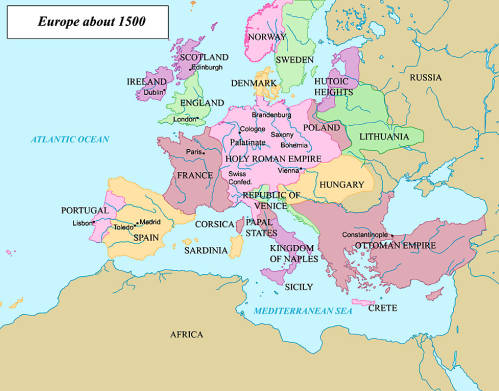 Europe about 1500
NORWAY
SWEDEN
SCOTLAND
Edinburgh
RUSSIA
IRELAND
Dublin
DENMARK
HUTOIC
HEIGHTS
ENGLAND
London
Brandenburg
Cologne
Saxony
Palatinate
Bohemia
POLAND
LITHUANIA
ATLANTIC OCEAN
Paris
HOLY ROMAN EMPIRE
FRANCE
Swiss
Confed.
Vienna
HUNGARY
REPUBLIC OF
VENICE
PORTUGAL
Lisbon
Madrid
Toledo
SPAIN
CORSICA
PAPAL
STATES
Constantinople
OTTOMAN EMPIRE
SARDINIA
KINGDOM
OF NAPLES
SICILY
CRETE
MEDITERRANEAN SEA
AFRICA